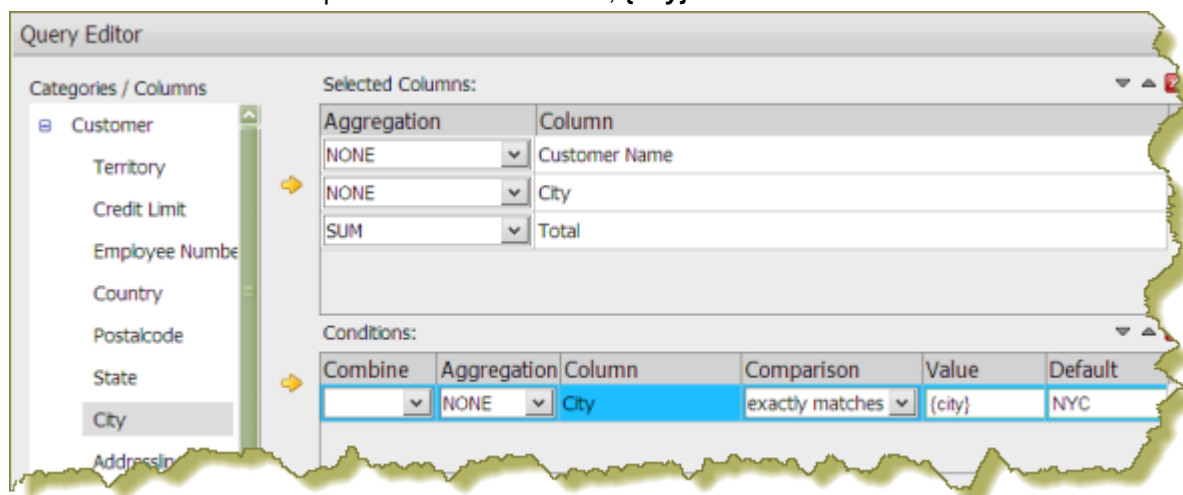 Query Editor
Categories / Columns
Customer
Territory
Credit Limit
Employee Numbe
Country
Postalcode
State
City
Selected Columns:
Aggregation Column
NONE Customer Name
NONE City
SUM Total
Conditions:
Combine Aggregation Column Comparison Value Default
NONE City exactly matches {city} NYC